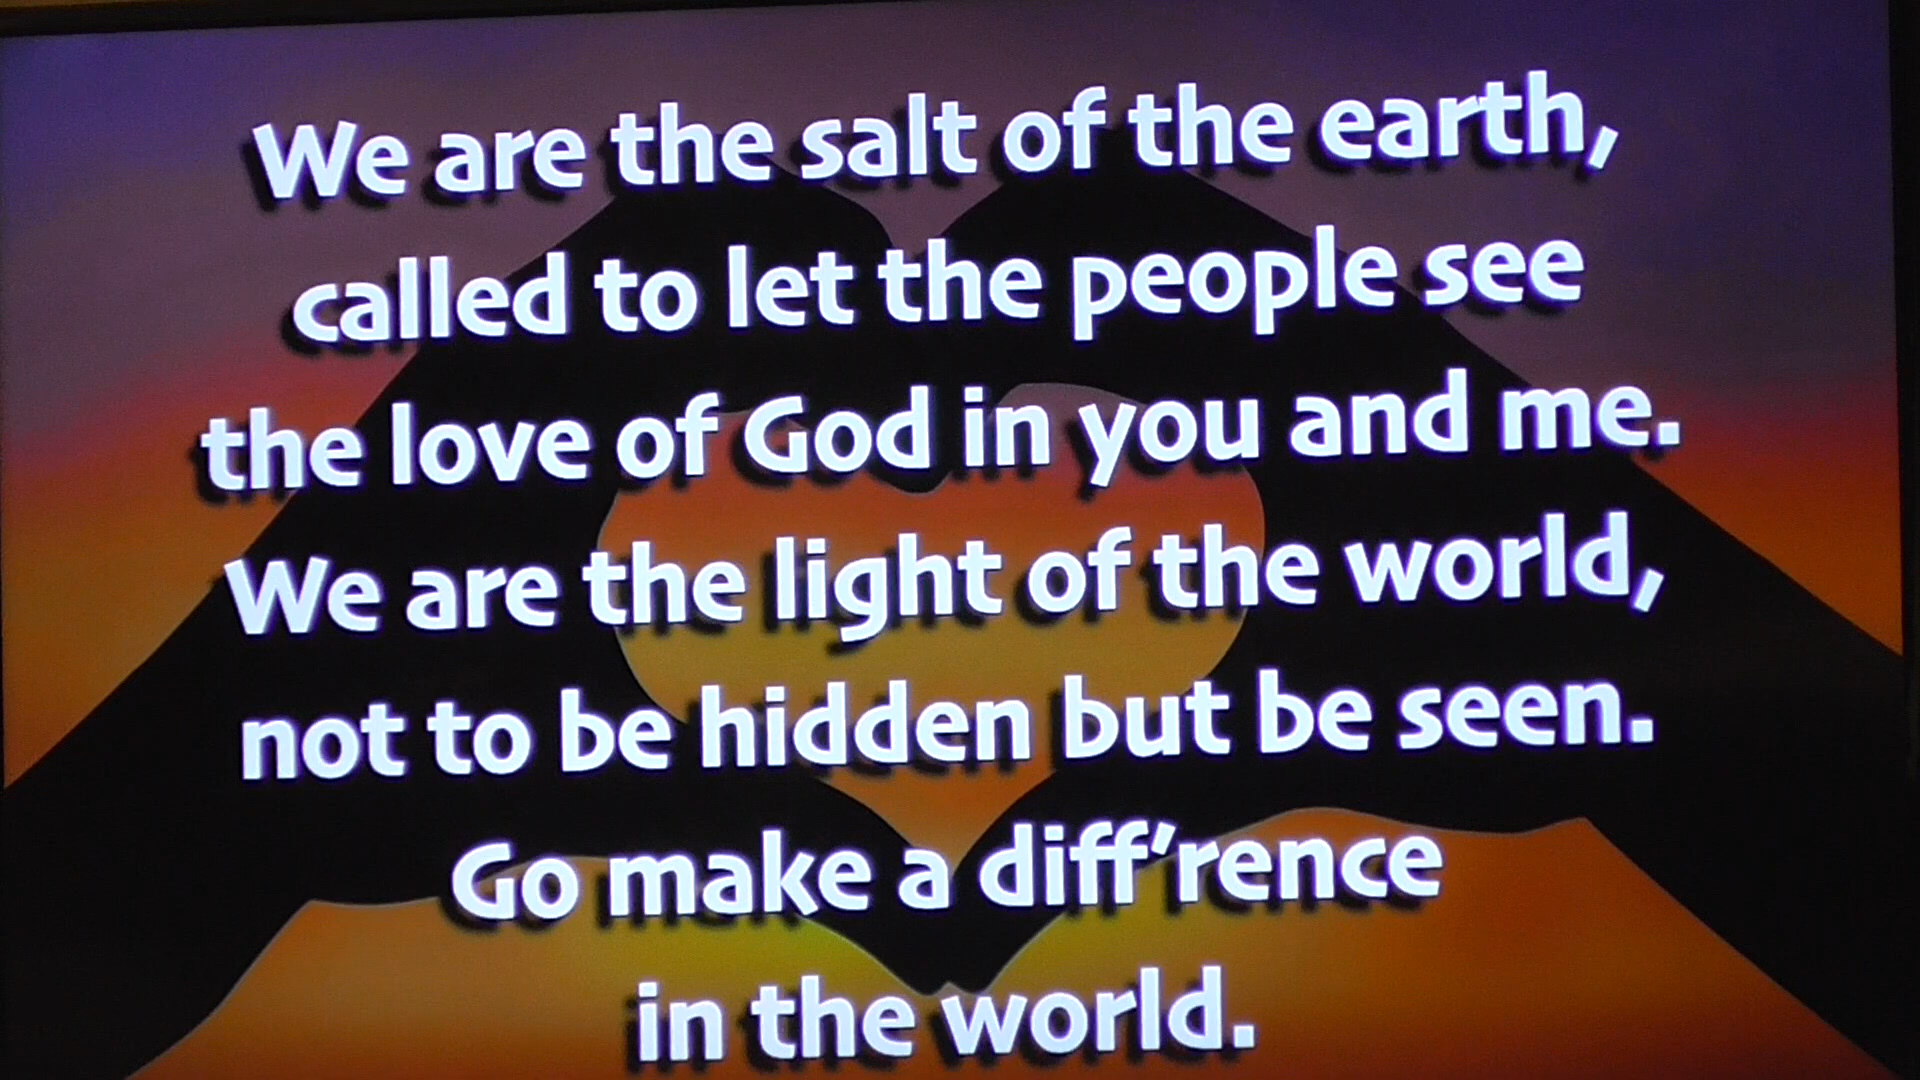 We are the salt of the earth,
called to let the people see
the love of God in you and me.
We are the light of the world,
not to be hidden but be seen.
Go make a diff’rence
in the world.